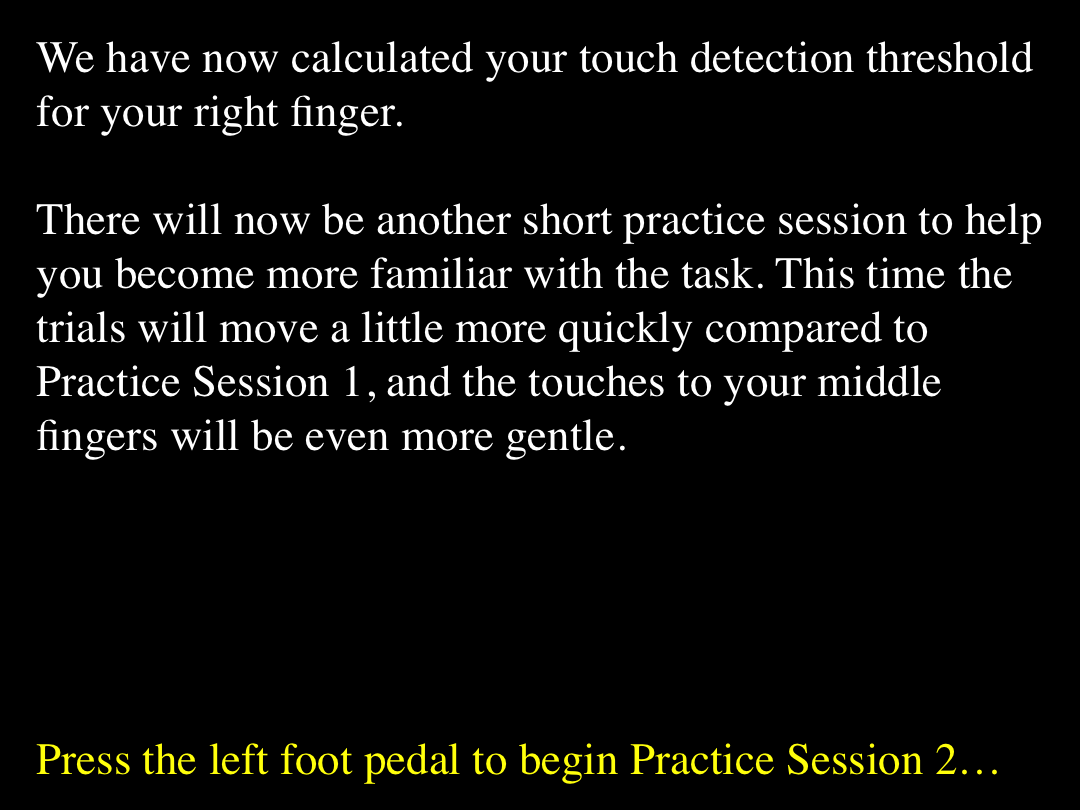 We have now calculated your touch detection threshold
for your right finger.
There will now be another short practice session to help
you become more familiar with the task. This time the
trials will move a little more quickly compared to
Practice Session 1, and the touches to your middle
fingers will be even more gentle.
Press the left foot pedal to begin Practice Session 2…